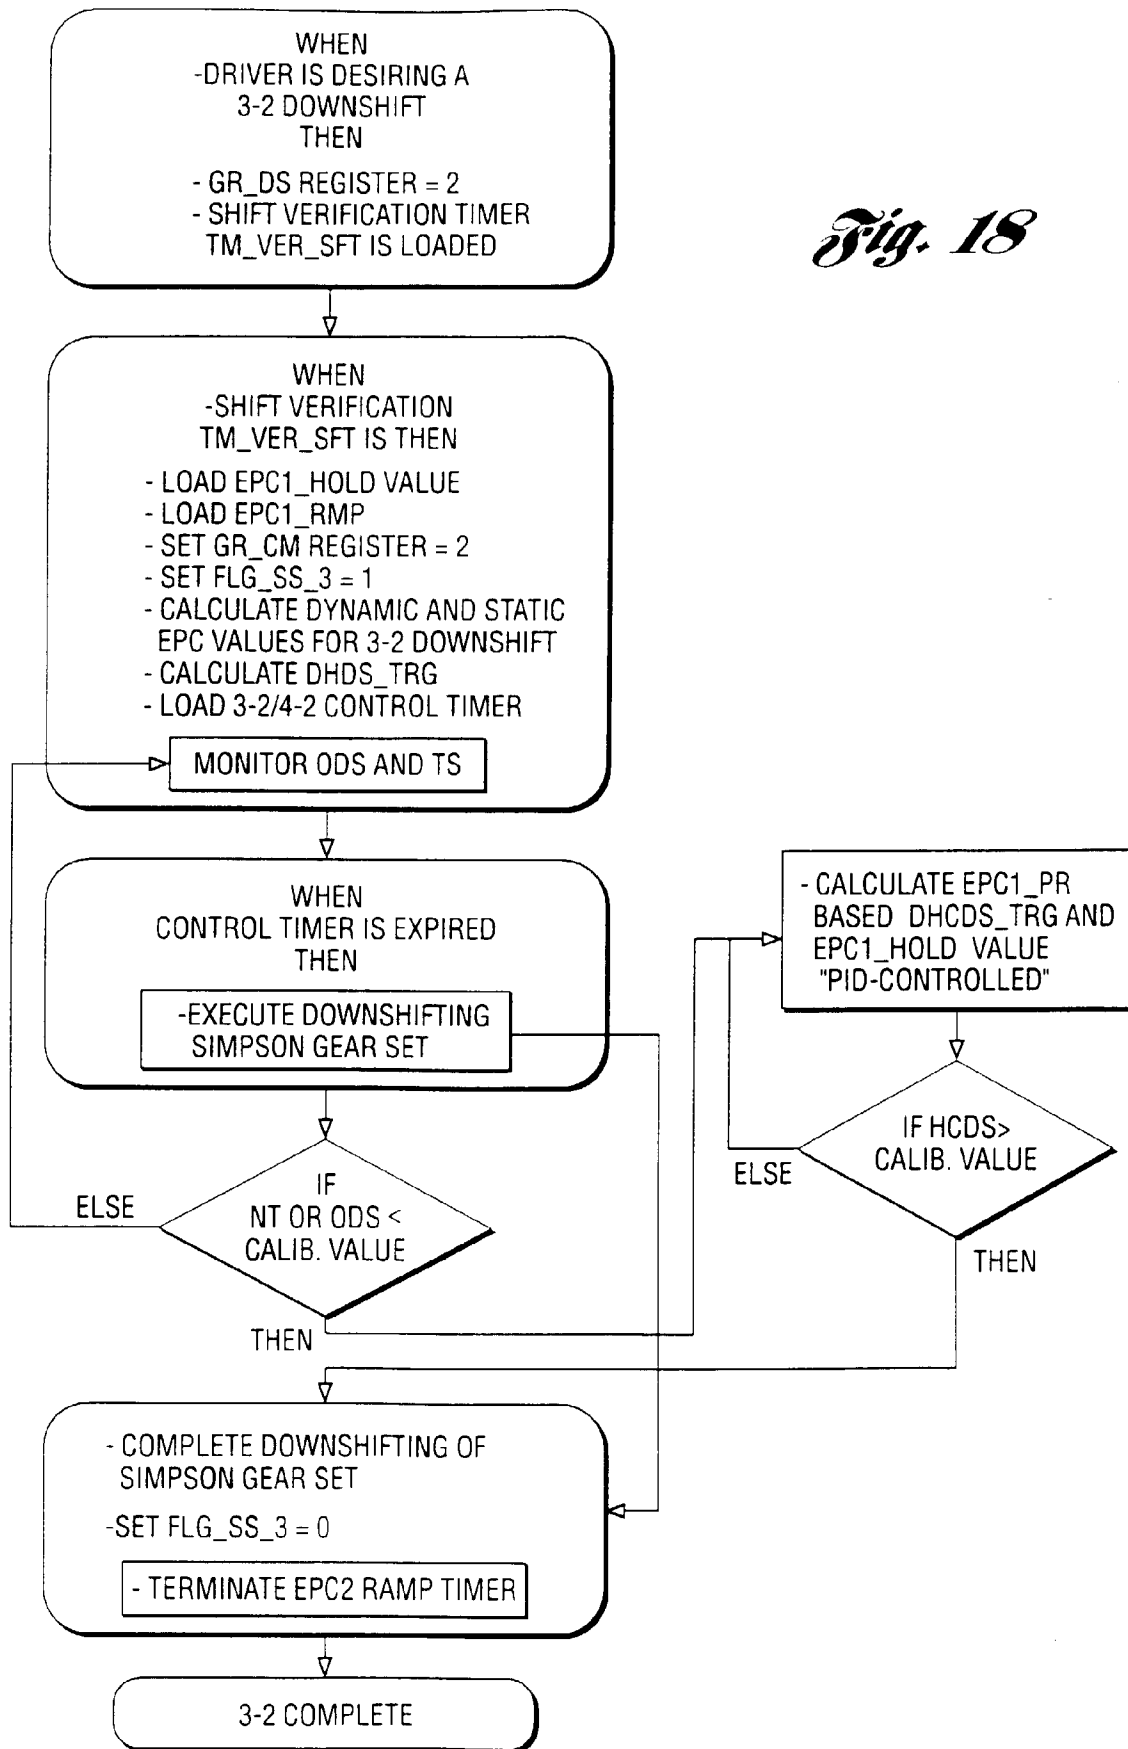 WHEN
-DRIVER IS DESIRING A
3-2 DOWNSHIFT
THEN
- GR_DS REGISTER = 2
- SHIFT VERIFICATION TIMER
TM_VER_SFT IS LOADED
Fig. 18
WHEN
-SHIFT VERIFICATION
TM_VER_SFT IS THEN
- LOAD EPC1_HOLD VALUE
- LOAD EPC1_RMP
- SET GR_CM REGISTER = 2
- SET FLG_SS_3 = 1
- CALCULATE DYNAMIC AND STATIC
EPC VALUES FOR 3-2 DOWNSHIFT
- CALCULATE DHDS_TRG
- LOAD 3-2/4-2 CONTROL TIMER
MONITOR ODS AND TS
WHEN
CONTROL TIMER IS EXPIRED
THEN
-EXECUTE DOWNSHIFTING
SIMPSON GEAR SET
- CALCULATE EPC1_PR
BASED DHCDS_TRG AND
EPC1_HOLD VALUE
"PID-CONTROLLED"
IF HCDS>
CALIB. VALUE
ELSE
THEN
IF
NT OR ODS <
CALIB. VALUE
ELSE
THEN
- COMPLETE DOWNSHIFTING OF
SIMPSON GEAR SET
-SET FLG_SS_3 = 0
- TERMINATE EPC2 RAMP TIMER
3-2 COMPLETE